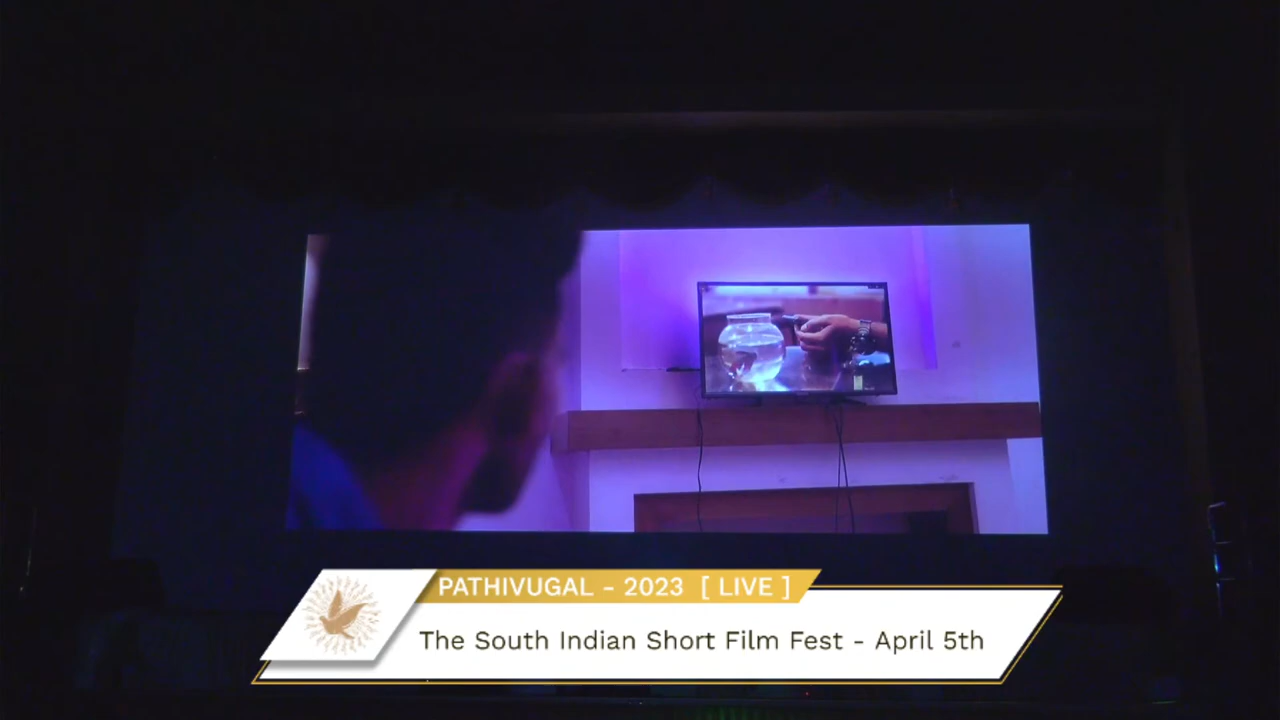 PATHIVUGAL - 2023 [ LIVE ]
The South Indian Short Film Fest - April 5th